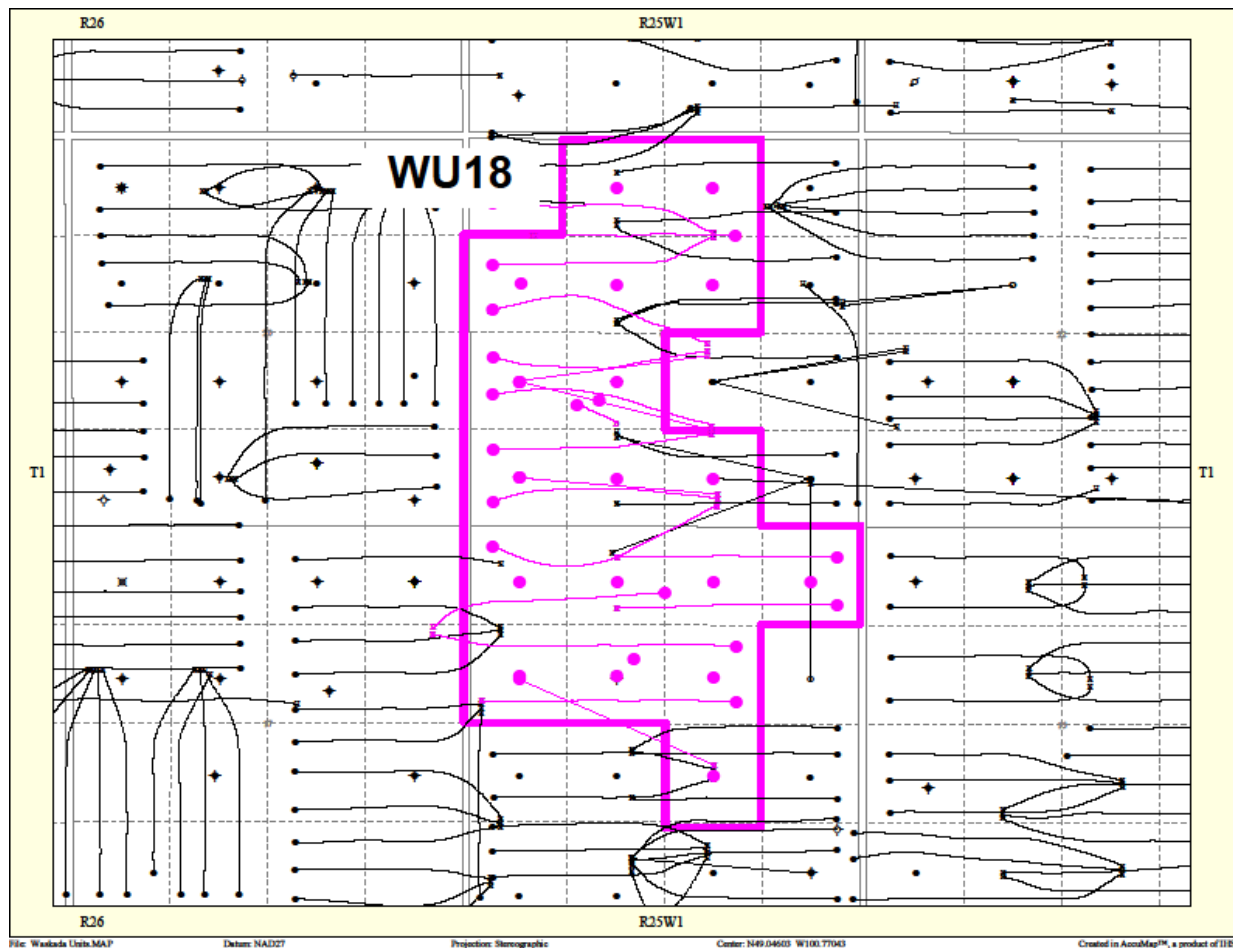 R26 R25W1
WU18
T1 T1
R26 R25W1
File: Waskada Units.MAP Datum: NAD27 Projection: Stereographic Center: N49.04603 W100.77043 Created in AccuMap™, a product of IHS